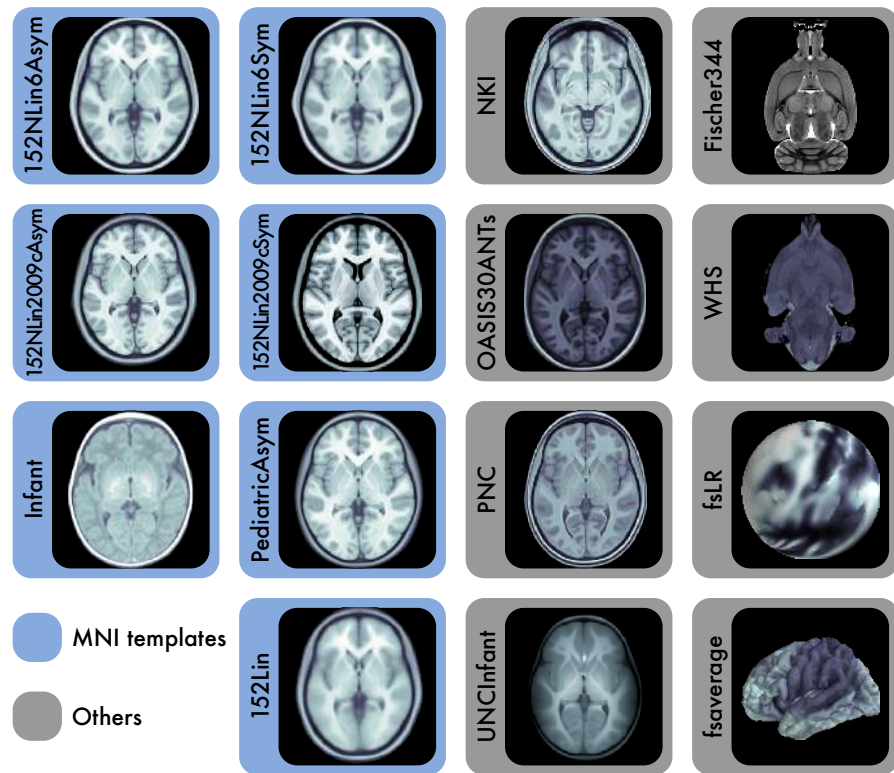 152NLin6Asym
152NLin6Sym
NKI
Fischer344
152NLin2009cAsym
152NLin2009cSym
OASIS30ANTs
WHS
Infant
PediatricAsym
PNC
fsLR
MNI templates
Others
152Lin
UNCInfant
fsaverage